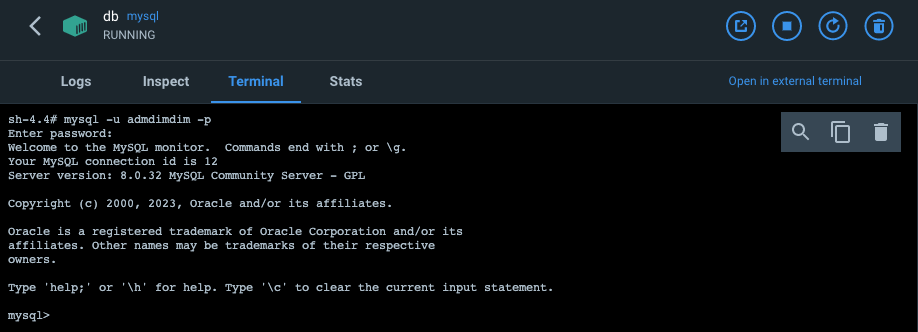 db mysql
RUNNING
Logs Inspect Terminal Stats Open in external terminal
sh-4.4# mysql -u admdimdim -p
Enter password:
Welcome to the MySQL monitor.  Commands end with ; or \g.
Your MySQL connection id is 12
Server version: 8.0.32 MySQL Community Server - GPL
Copyright (c) 2000, 2023, Oracle and/or its affiliates.
Oracle is a registered trademark of Oracle Corporation and/or its
affiliates. Other names may be trademarks of their respective
owners.
Type 'help;' or '\h' for help. Type '\c' to clear the current input statement.
mysql>